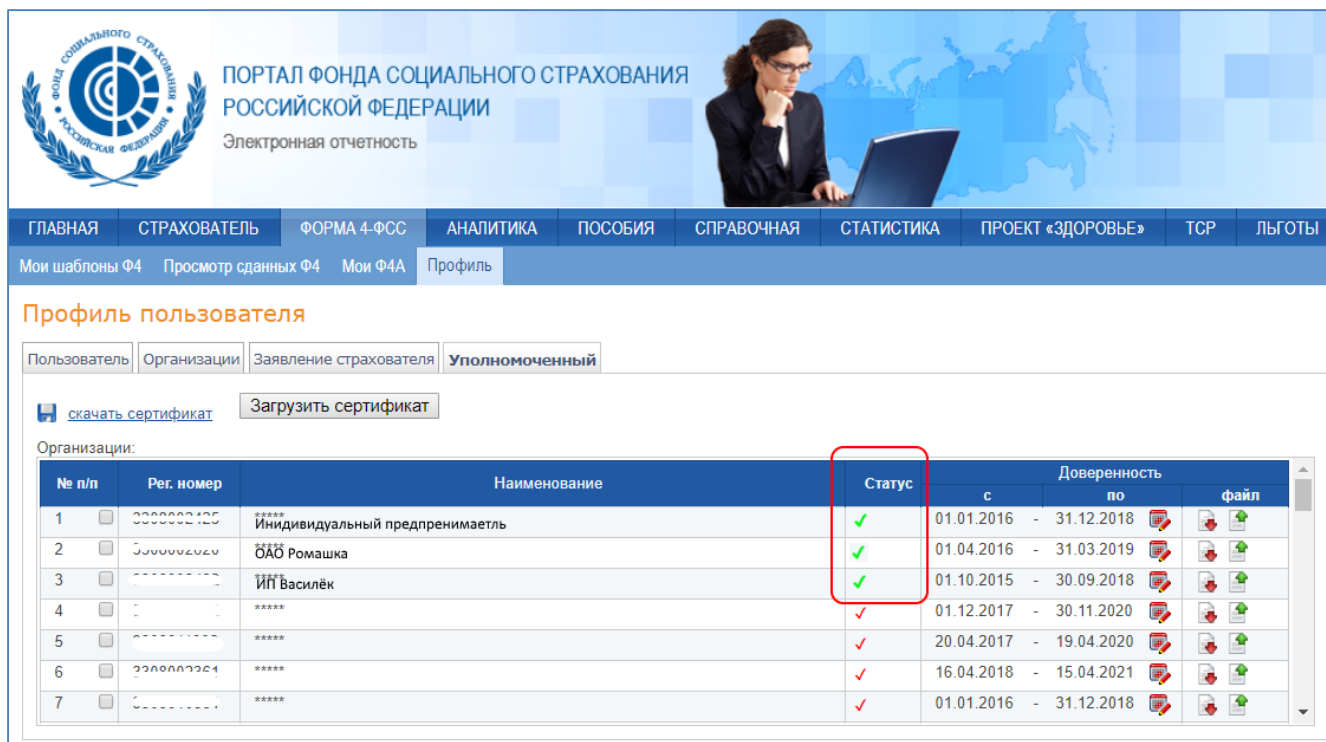 СОЦИАЛЬНОГО СТРАХОВАНИЯ
ФОНД
РОССИЙСКАЯ ФЕДЕРАЦИЯ
ПОРТАЛ ФОНДА СОЦИАЛЬНОГО СТРАХОВАНИЯ
РОССИЙСКОЙ ФЕДЕРАЦИИ
Электронная отчетность
ГЛАВНАЯ СТРАХОВАТЕЛЬ ФОРМА 4-ФСС АНАЛИТИКА ПОСОБИЯ СПРАВОЧНАЯ СТАТИСТИКА ПРОЕКТ «ЗДОРОВЬЕ» ТСР ЛЬГОТЫ
Мои шаблоны Ф4 Просмотр сданных Ф4 Мои Ф4А Профиль
Профиль пользователя
Пользователь Организации Заявление страхователя Уполномоченный
скачать сертификат Загрузить сертификат
Организации:
№ п/п Рег. номер Наименование Статус Доверенность
с по файл
1 ***** Инидивидуальный предпренимаетль 01.01.2016 - 31.12.2018
2 ***** ОАО Ромашка 01.04.2016 - 31.03.2019
3 ***** ИП Василёк 01.10.2015 - 30.09.2018
4 ***** 01.12.2017 - 30.11.2020
5 ***** 20.04.2017 - 19.04.2020
6 ***** 16.04.2018 - 15.04.2021
7 ***** 01.01.2016 - 31.12.2018